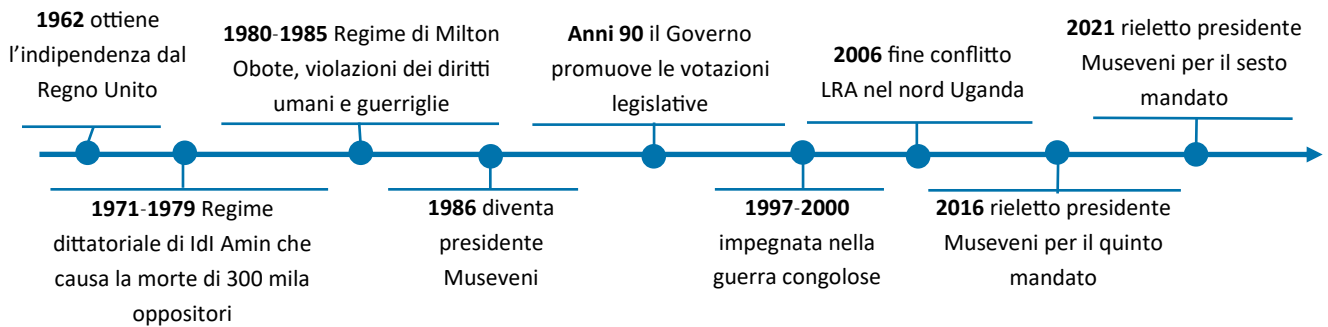 1962 ottiene
l'indipendenza dal
Regno Unito
1971-1979 Regime
dittatoriale di IdI Amin che
causa la morte di 300 mila
oppositori
1980-1985 Regime di Milton
Obote, violazioni dei diritti
umani e guerriglie
1986 diventa
presidente
Museveni
Anni 90 il Governo
promuove le votazioni
legislative
1997-2000
impegnata nella
guerra congolose
2006 fine conflitto
LRA nel nord Uganda
2016 rieletto presidente
Museveni per il quinto
mandato
2021 rieletto presidente
Museveni per il sesto
mandato